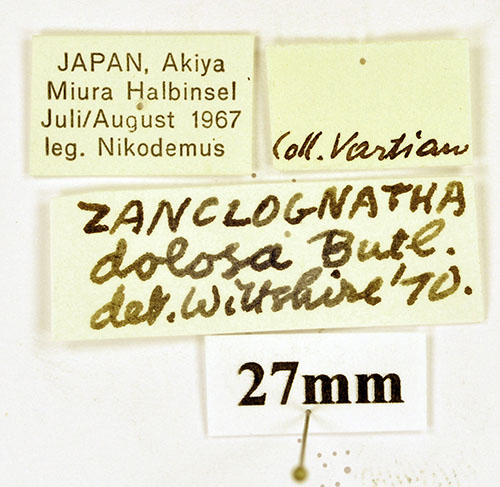 JAPAN, Akiya
Miura Halbinsel
Juli/August 1967
leg. Nikodemus
Coll. Vartian
ZANCLOGNATHA
dolosa Butl.
det. Wiltshire '70.
27mm